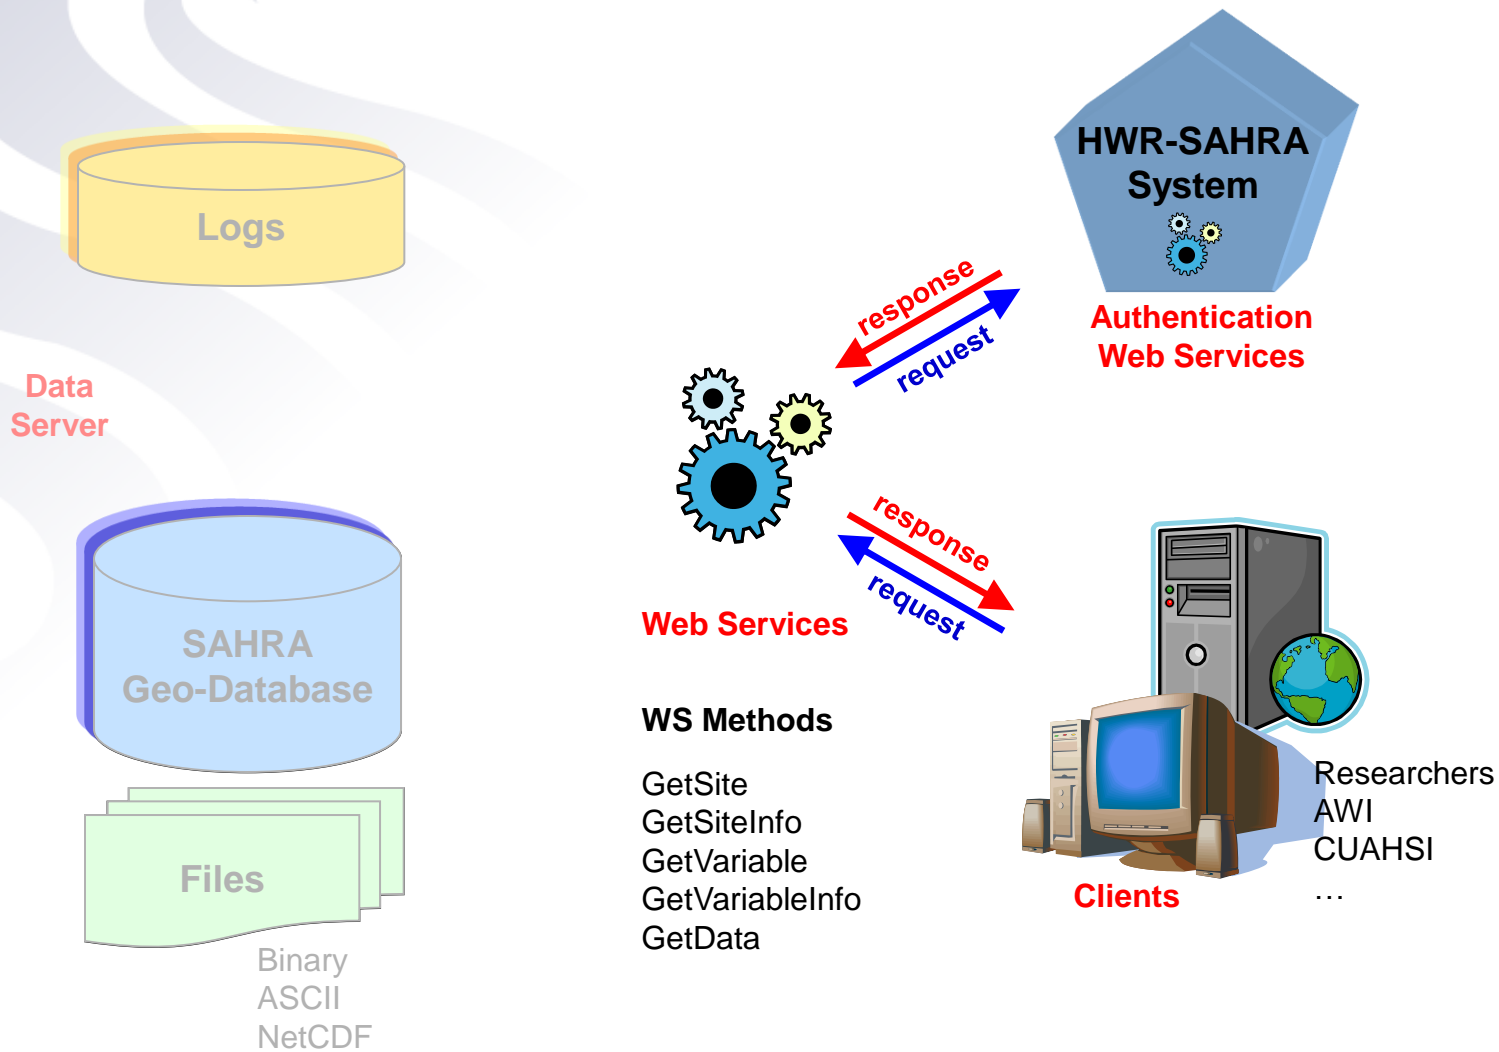 Logs
Data
Server
SAHRA
Geo-Database
Files
Binary
ASCII
NetCDF
HWR-SAHRA
System
Authentication
Web Services
response
request
response
request
Web Services
WS Methods
GetSite
GetSiteInfo
GetVariable
GetVariableInfo
GetData
Clients
Researchers
AWI
CUAHSI
…